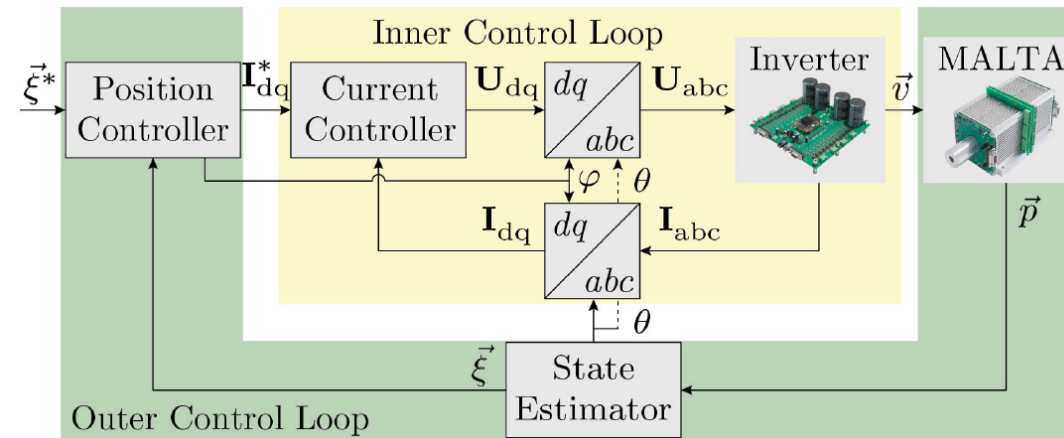 Inner Control Loop
Inverter
MALTA
ξ⃗*
Position
Controller
I*dq
Current
Controller
Udq
dq
abc
Uabc
v⃗
φ
θ
Idq
dq
abc
Iabc
p⃗
θ
ξ⃗
State
Estimator
Outer Control Loop